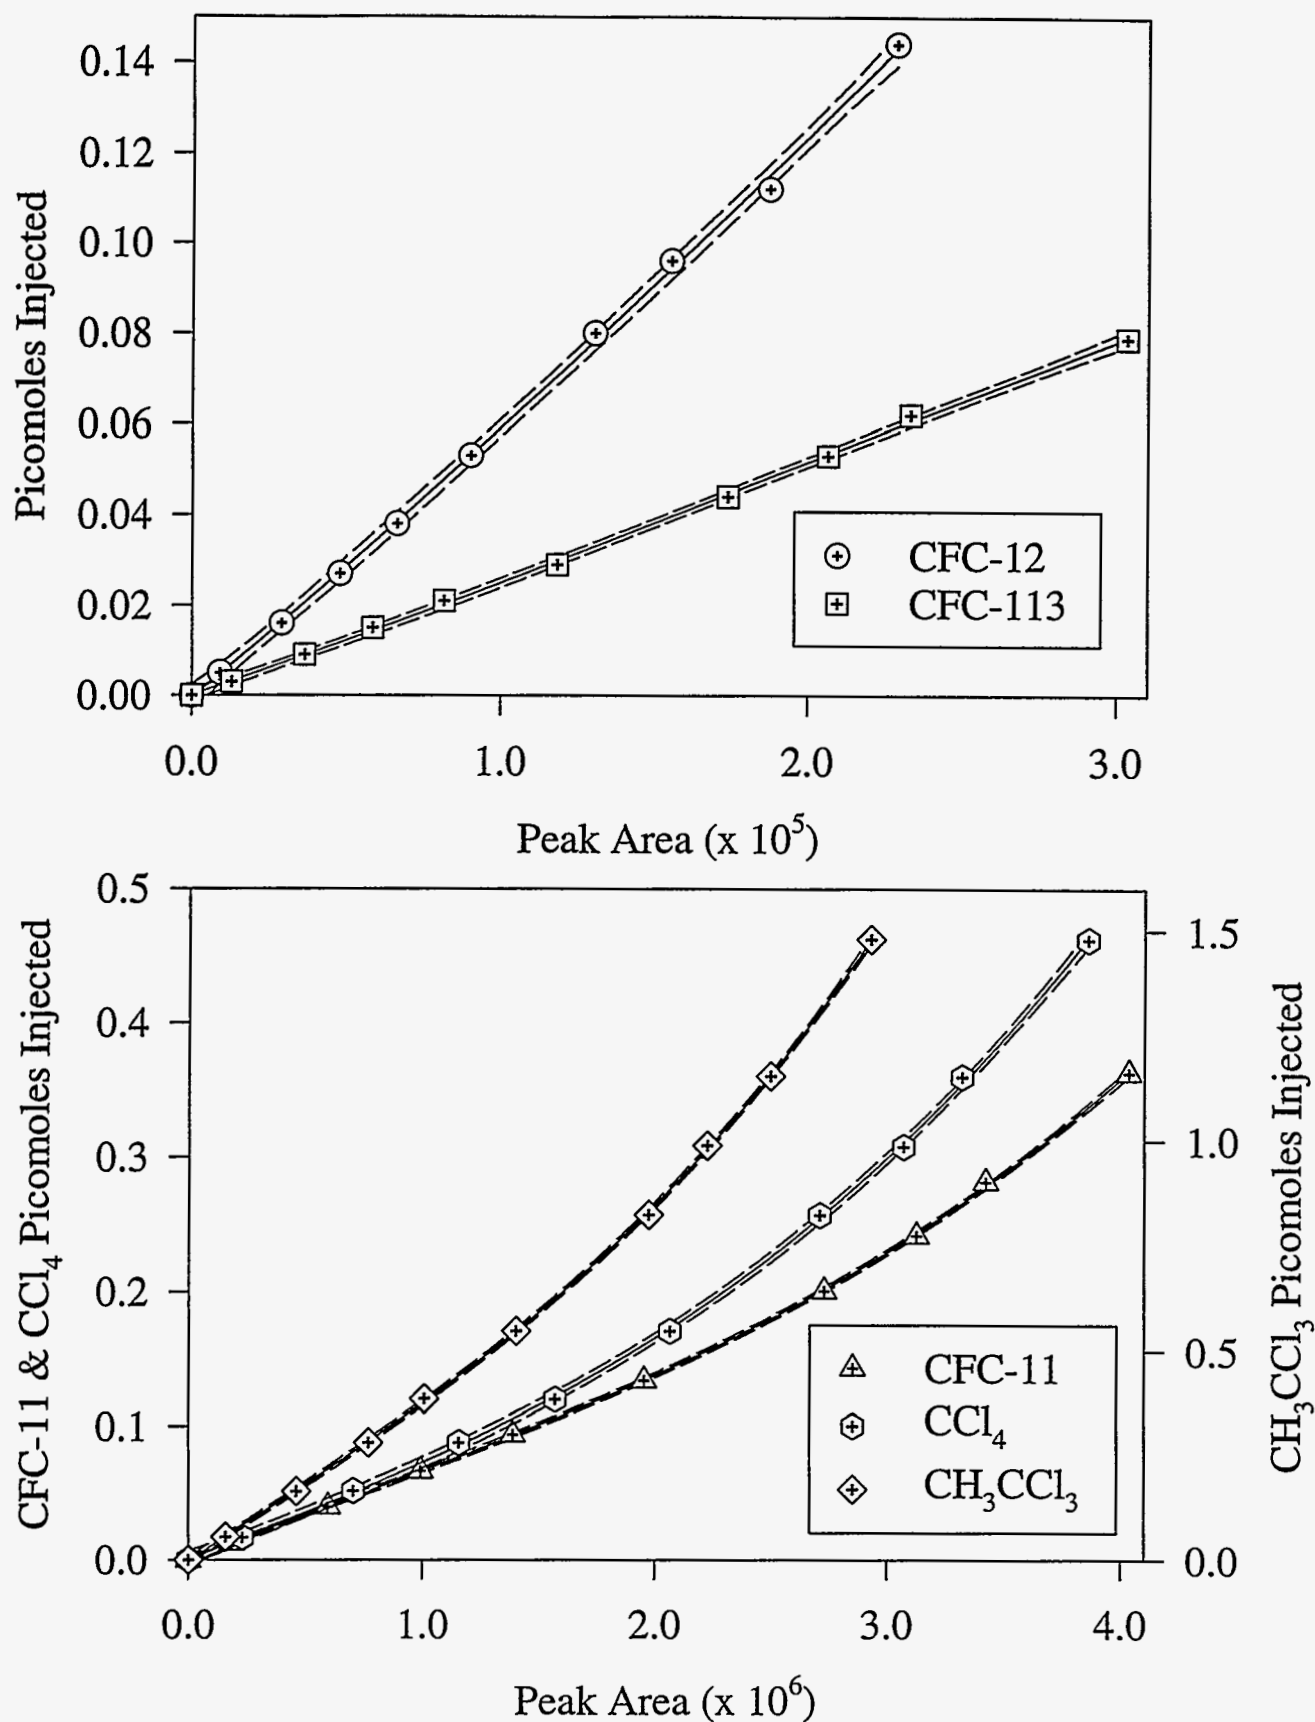 0.14
0.12
0.10
0.08
0.06
0.04
0.02
0.00
Picomoles Injected
CFC-12
CFC-113
0.0 1.0 2.0 3.0
Peak Area (x 10⁵)
0.5
0.4
0.3
0.2
0.1
0.0
CFC-11 & CCl₄ Picomoles Injected
1.5
1.0
0.5
0.0
CH₃CCl₃ Picomoles Injected
CFC-11
CCl₄
CH₃CCl₃
0.0 1.0 2.0 3.0 4.0
Peak Area (x 10⁶)